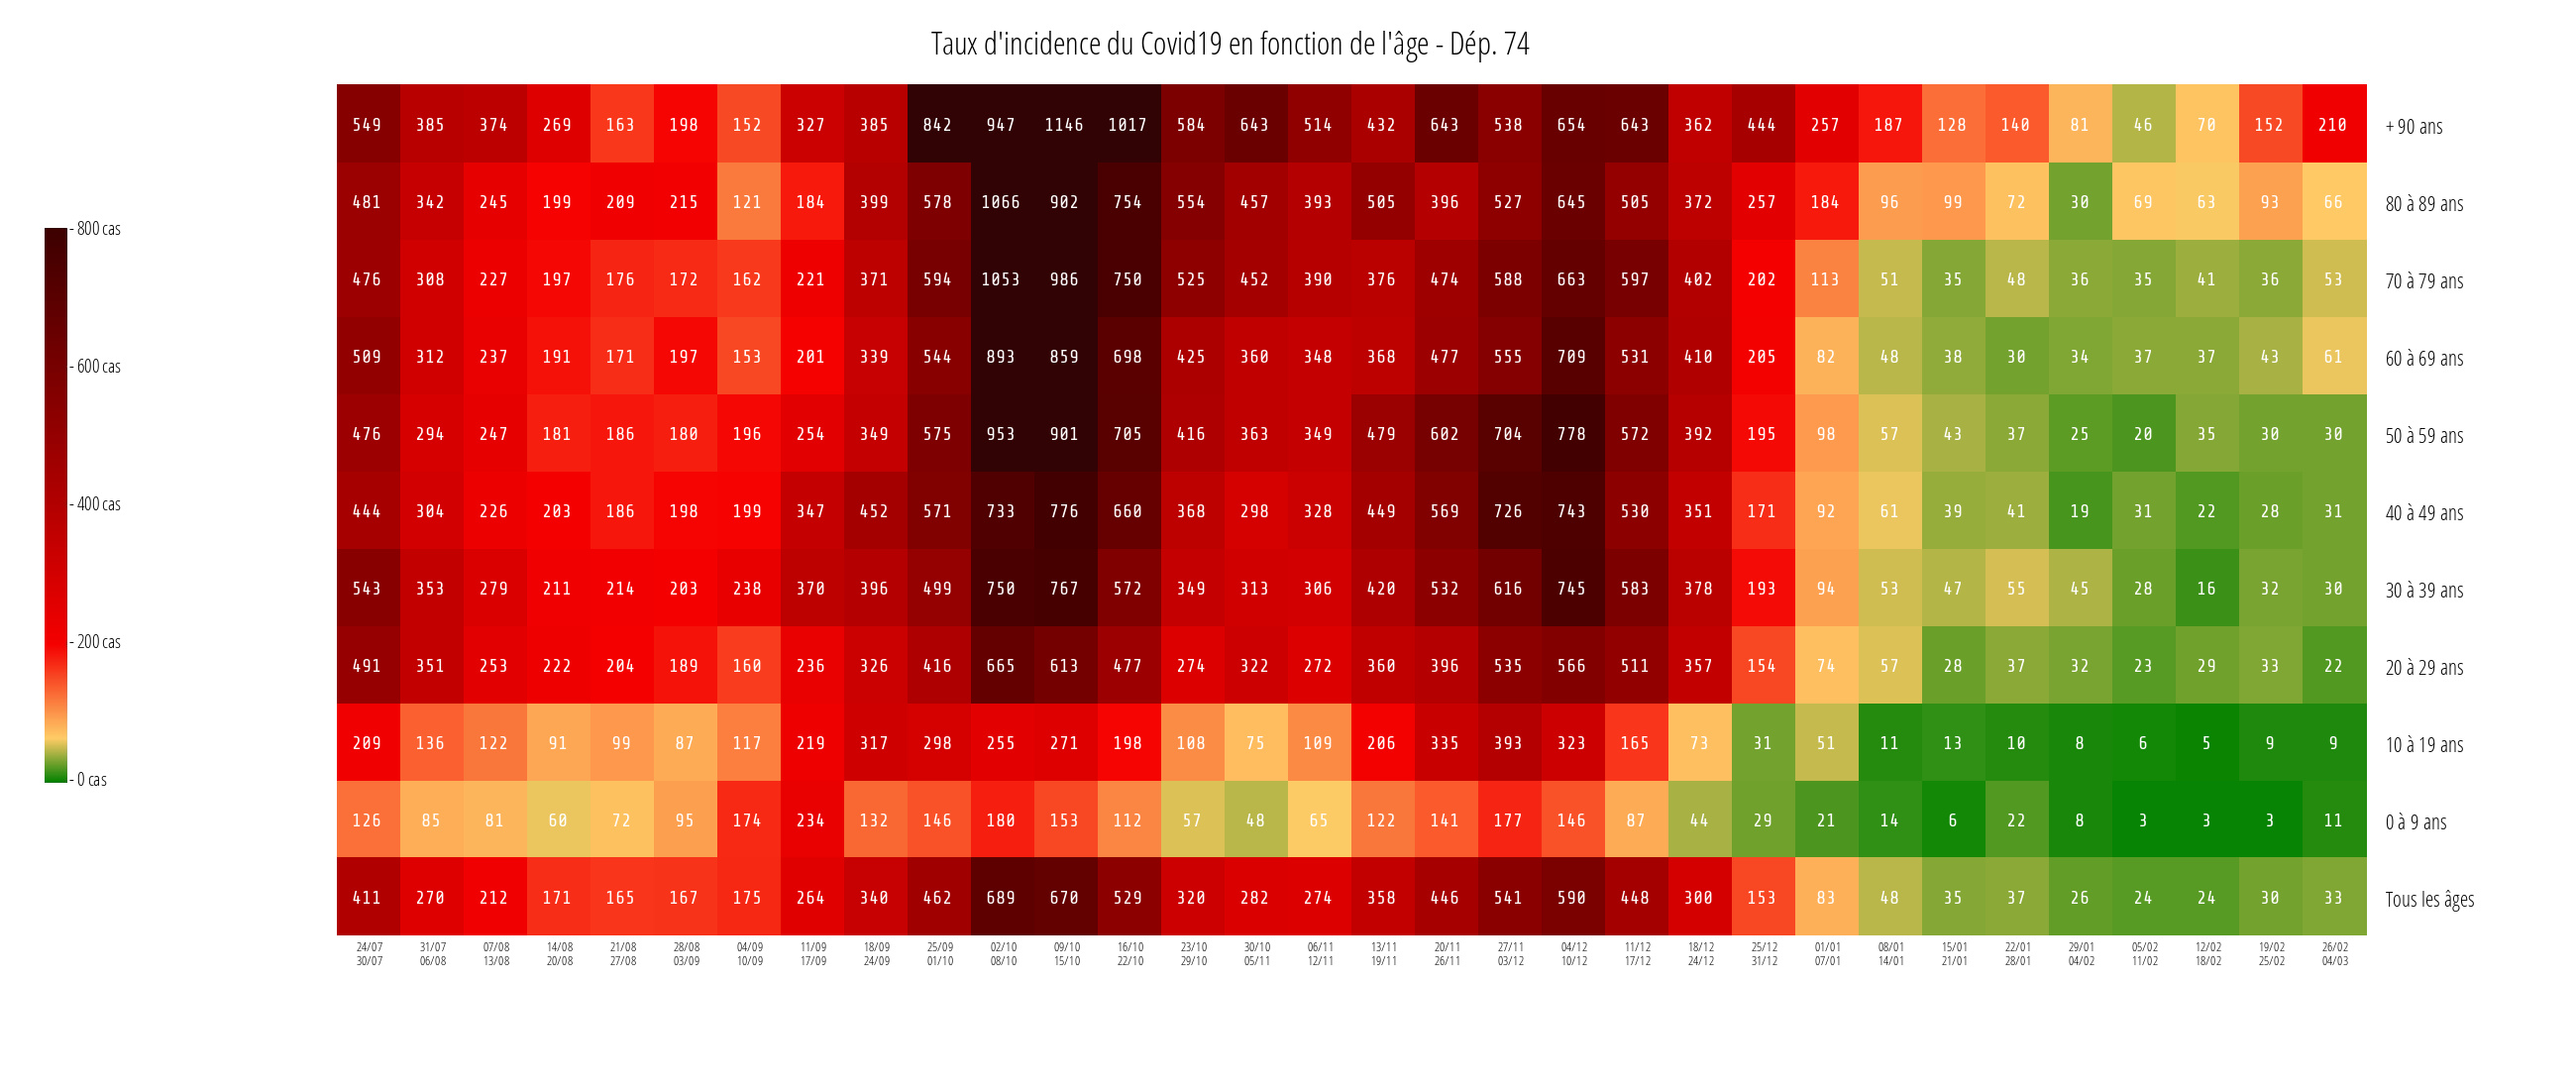 Taux d'incidence du Covid19 en fonction de l'âge - Dép. 74
549 385 374 269 163 198 152 327 385 842 947 1146 1017 584 643 514 432 643 538 654 643 362 444 257 187 128 140 81 46 70 152 210 + 90 ans
481 342 245 199 209 215 121 184 399 578 1066 902 754 554 457 393 505 396 527 645 505 372 257 184 96 99 72 30 69 63 93 66 80 à 89 ans
476 308 227 197 176 172 162 221 371 594 1053 986 750 525 452 390 376 474 588 663 597 402 202 113 51 35 48 36 35 41 36 53 70 à 79 ans
509 312 237 191 171 197 153 201 339 544 893 859 698 425 360 348 368 477 555 709 531 410 205 82 48 38 30 34 37 37 43 61 60 à 69 ans
476 294 247 181 186 180 196 254 349 575 953 901 705 416 363 349 479 602 704 778 572 392 195 98 57 43 37 25 20 35 30 30 50 à 59 ans
444 304 226 203 186 198 199 347 452 571 733 776 660 368 298 328 449 569 726 743 530 351 171 92 61 39 41 19 31 22 28 31 40 à 49 ans
543 353 279 211 214 203 238 370 396 499 750 767 572 349 313 306 420 532 616 745 583 378 193 94 53 47 55 45 28 16 32 30 30 à 39 ans
491 351 253 222 204 189 160 236 326 416 665 613 477 274 322 272 360 396 535 566 511 357 154 74 57 28 37 32 23 29 33 22 20 à 29 ans
209 136 122 91 99 87 117 219 317 298 255 271 198 108 75 109 206 335 393 323 165 73 31 51 11 13 10 8 6 5 9 9 10 à 19 ans
126 85 81 60 72 95 174 234 132 146 180 153 112 57 48 65 122 141 177 146 87 44 29 21 14 6 22 8 3 3 3 11 0 à 9 ans
411 270 212 171 165 167 175 264 340 462 689 670 529 320 282 274 358 446 541 590 448 300 153 83 48 35 37 26 24 24 30 33 Tous les âges
24/07 31/07 07/08 14/08 21/08 28/08 04/09 11/09 18/09 25/09 02/10 09/10 16/10 23/10 30/10 06/11 13/11 20/11 27/11 04/12 11/12 18/12 25/12 01/01 08/01 15/01 22/01 29/01 05/02 12/02 19/02 26/02
30/07 06/08 13/08 20/08 27/08 03/09 10/09 17/09 24/09 01/10 08/10 15/10 22/10 29/10 05/11 12/11 19/11 26/11 03/12 10/12 17/12 24/12 31/12 07/01 14/01 21/01 28/01 04/02 11/02 18/02 25/02 04/03
- 800 cas
- 600 cas
- 400 cas
- 200 cas
- 0 cas